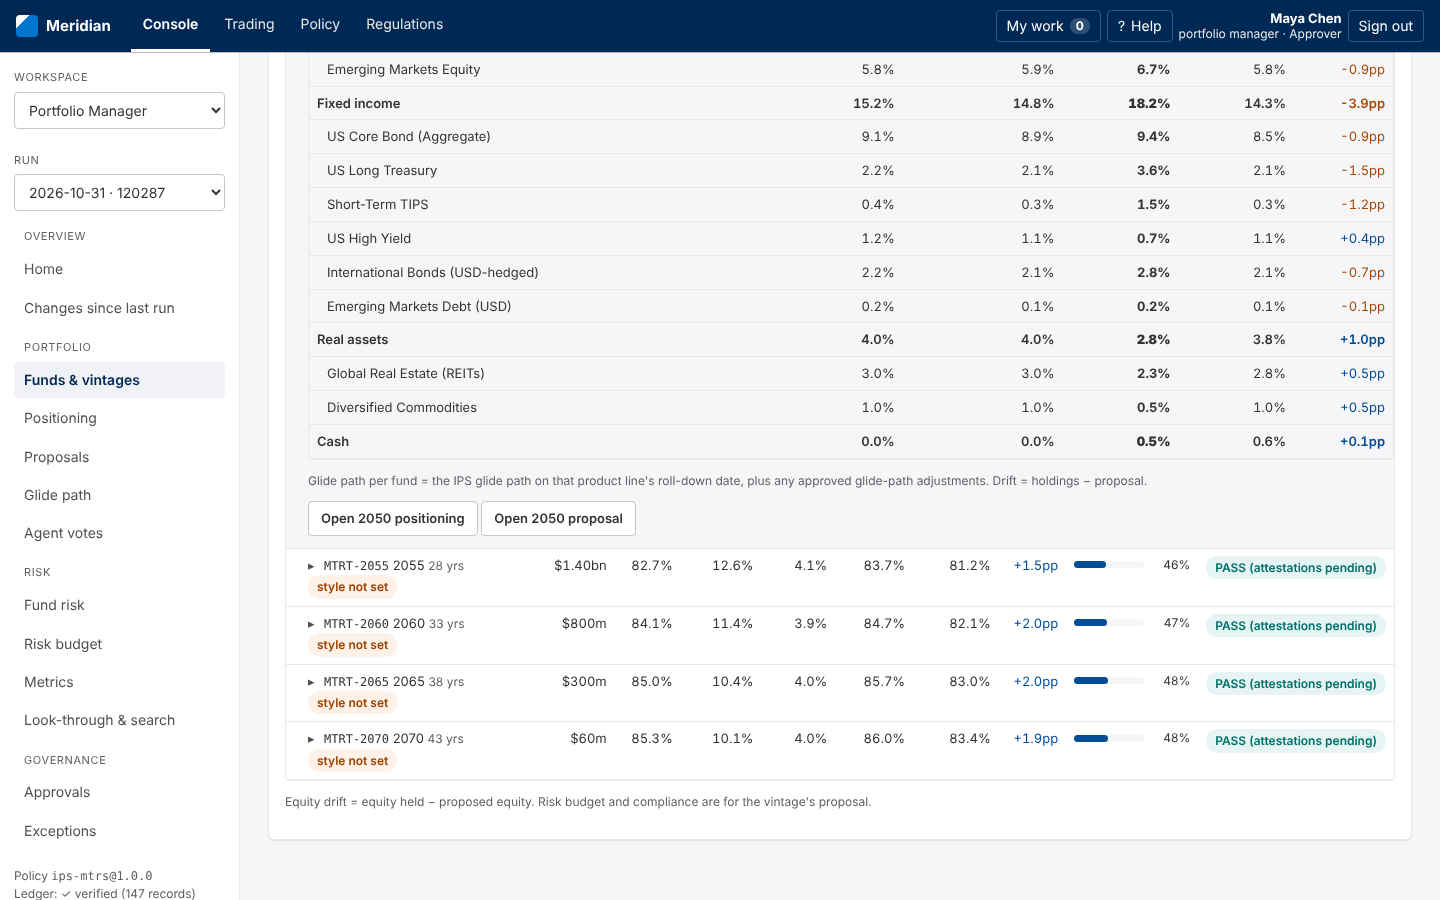 Meridian Console Trading Policy Regulations My work 0 ? Help Maya Chen Sign out
portfolio manager · Approver
WORKSPACE
Portfolio Manager
RUN
2026-10-31 · 120287
OVERVIEW
Home
Changes since last run
PORTFOLIO
Funds & vintages
Positioning
Proposals
Glide path
Agent votes
RISK
Fund risk
Risk budget
Metrics
Look-through & search
GOVERNANCE
Approvals
Exceptions
Policy ips-mtrs@1.0.0
Ledger: ✓ verified (147 records)
Emerging Markets Equity 5.8% 5.9% 6.7% 5.8% -0.9pp
Fixed income 15.2% 14.8% 18.2% 14.3% -3.9pp
US Core Bond (Aggregate) 9.1% 8.9% 9.4% 8.5% -0.9pp
US Long Treasury 2.2% 2.1% 3.6% 2.1% -1.5pp
Short-Term TIPS 0.4% 0.3% 1.5% 0.3% -1.2pp
US High Yield 1.2% 1.1% 0.7% 1.1% +0.4pp
International Bonds (USD-hedged) 2.2% 2.1% 2.8% 2.1% -0.7pp
Emerging Markets Debt (USD) 0.2% 0.1% 0.2% 0.1% -0.1pp
Real assets 4.0% 4.0% 2.8% 3.8% +1.0pp
Global Real Estate (REITs) 3.0% 3.0% 2.3% 2.8% +0.5pp
Diversified Commodities 1.0% 1.0% 0.5% 1.0% +0.5pp
Cash 0.0% 0.0% 0.5% 0.6% +0.1pp
Glide path per fund = the IPS glide path on that product line's roll-down date, plus any approved glide-path adjustments. Drift = holdings − proposal.
Open 2050 positioning Open 2050 proposal
▸ MTRT-2055 2055 28 yrs $1.40bn 82.7% 12.6% 4.1% 83.7% 81.2% +1.5pp 46% PASS (attestations pending)
style not set
▸ MTRT-2060 2060 33 yrs $800m 84.1% 11.4% 3.9% 84.7% 82.1% +2.0pp 47% PASS (attestations pending)
style not set
▸ MTRT-2065 2065 38 yrs $300m 85.0% 10.4% 4.0% 85.7% 83.0% +2.0pp 48% PASS (attestations pending)
style not set
▸ MTRT-2070 2070 43 yrs $60m 85.3% 10.1% 4.0% 86.0% 83.4% +1.9pp 48% PASS (attestations pending)
style not set
Equity drift = equity held − proposed equity. Risk budget and compliance are for the vintage's proposal.